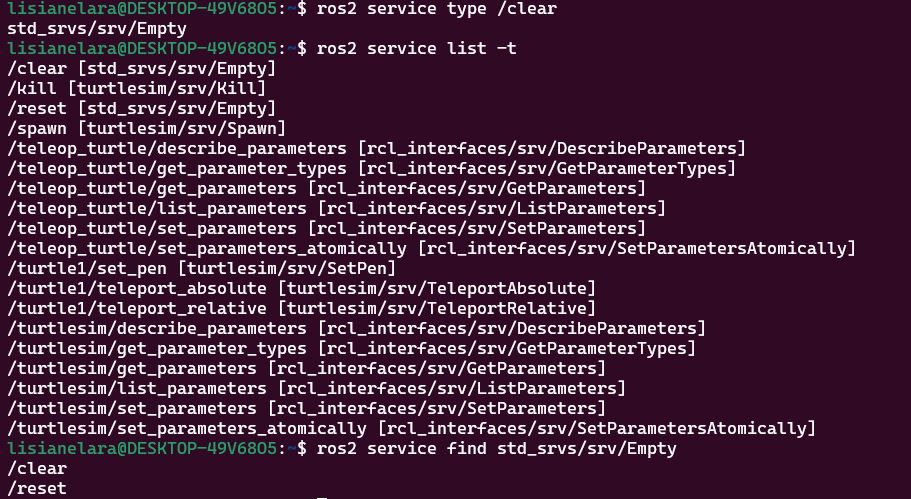 lisianelara@DESKTOP-49V68O5:~$ ros2 service type /clear
std_srvs/srv/Empty
lisianelara@DESKTOP-49V68O5:~$ ros2 service list -t
/clear [std_srvs/srv/Empty]
/kill [turtlesim/srv/Kill]
/reset [std_srvs/srv/Empty]
/spawn [turtlesim/srv/Spawn]
/teleop_turtle/describe_parameters [rcl_interfaces/srv/DescribeParameters]
/teleop_turtle/get_parameter_types [rcl_interfaces/srv/GetParameterTypes]
/teleop_turtle/get_parameters [rcl_interfaces/srv/GetParameters]
/teleop_turtle/list_parameters [rcl_interfaces/srv/ListParameters]
/teleop_turtle/set_parameters [rcl_interfaces/srv/SetParameters]
/teleop_turtle/set_parameters_atomically [rcl_interfaces/srv/SetParametersAtomically]
/turtle1/set_pen [turtlesim/srv/SetPen]
/turtle1/teleport_absolute [turtlesim/srv/TeleportAbsolute]
/turtle1/teleport_relative [turtlesim/srv/TeleportRelative]
/turtlesim/describe_parameters [rcl_interfaces/srv/DescribeParameters]
/turtlesim/get_parameter_types [rcl_interfaces/srv/GetParameterTypes]
/turtlesim/get_parameters [rcl_interfaces/srv/GetParameters]
/turtlesim/list_parameters [rcl_interfaces/srv/ListParameters]
/turtlesim/set_parameters [rcl_interfaces/srv/SetParameters]
/turtlesim/set_parameters_atomically [rcl_interfaces/srv/SetParametersAtomically]
lisianelara@DESKTOP-49V68O5:~$ ros2 service find std_srvs/srv/Empty
/clear
/reset